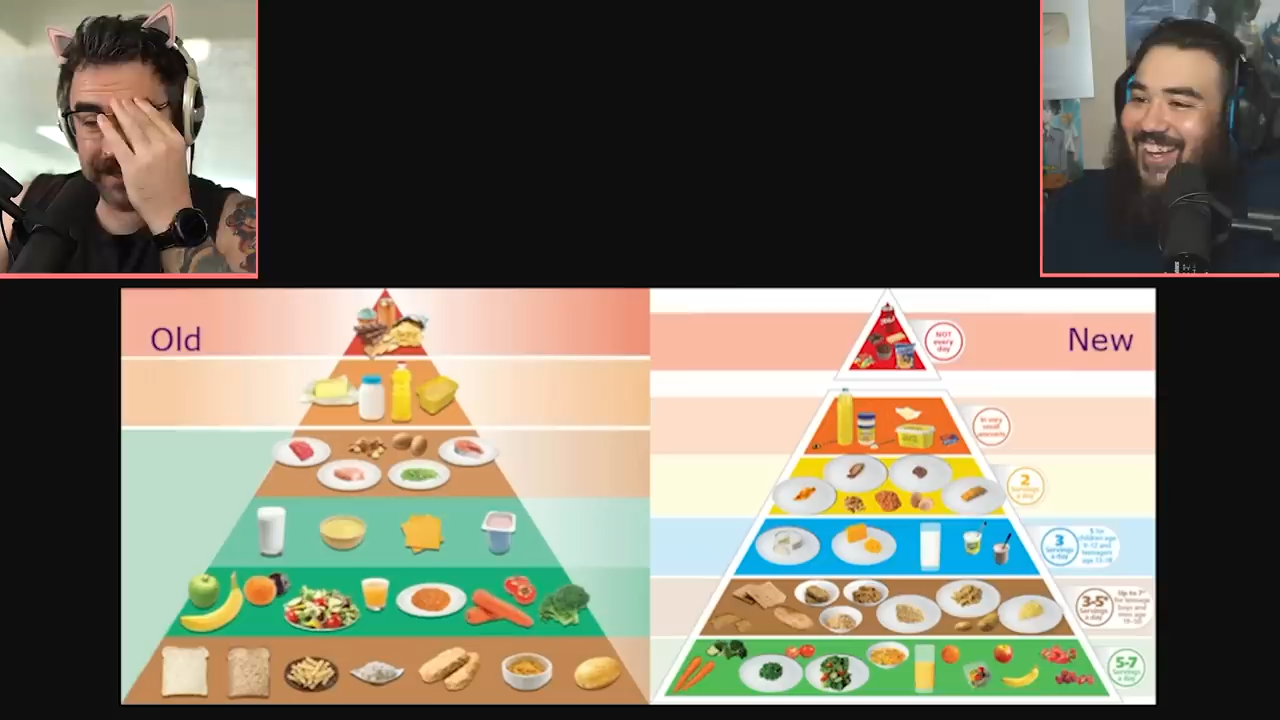 Old
New
NOT
every
day
In very
small
amounts
2
Servings
a day
3
Servings
a day
5 for
children age
9-12 and
teenagers
age 13-18
3-5*
Servings
a day
Up to 7*
for teenage
boys and
men age
19-50
5-7
Servings
a day